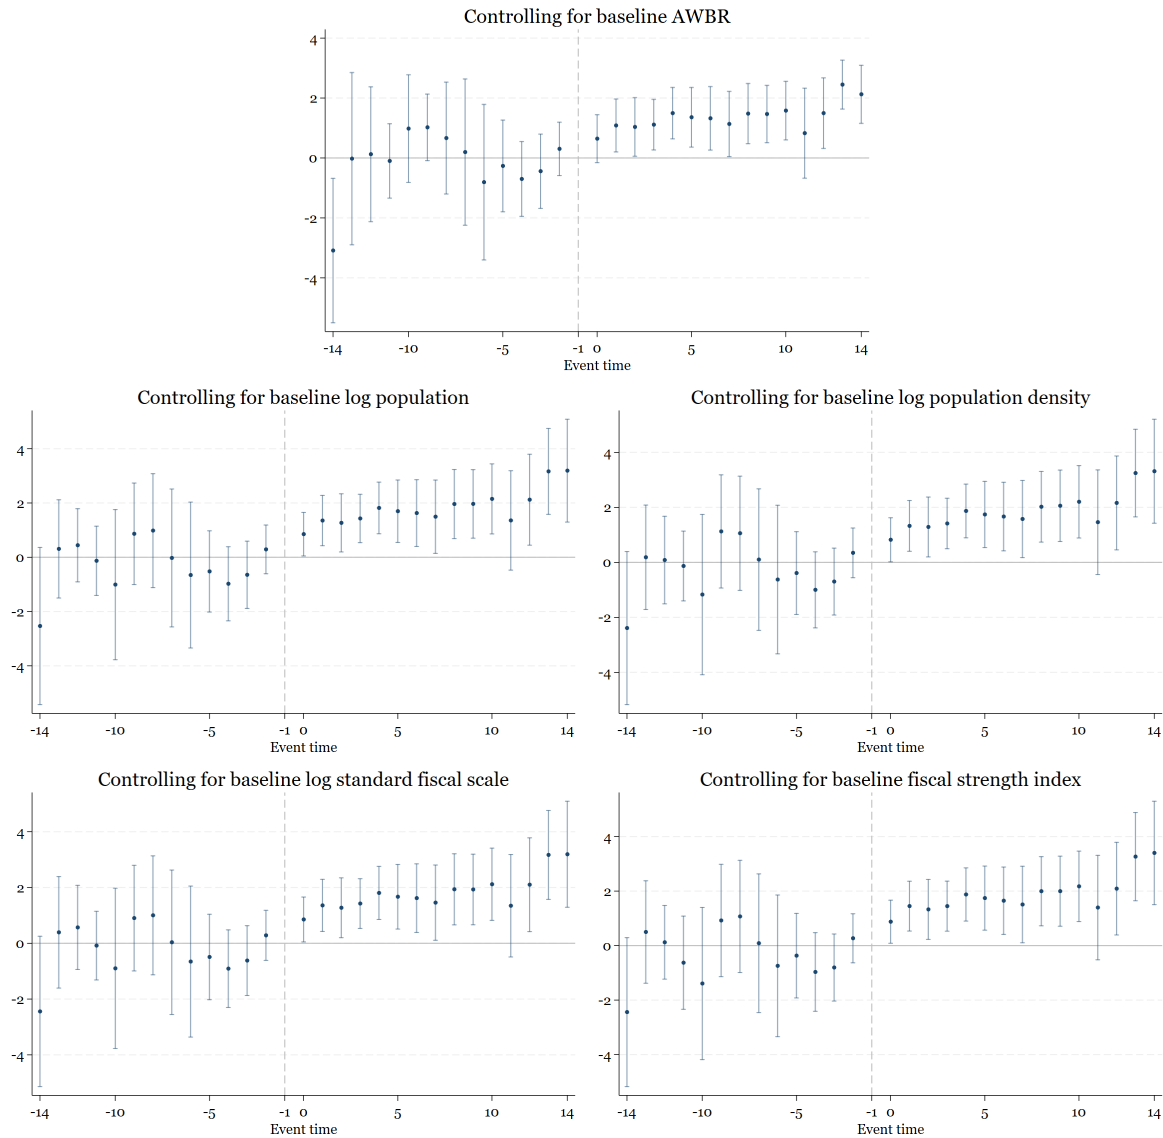 Controlling for baseline AWBR
4
2
0
-2
-4
-14 -10 -5 -1 0 5 10 14
Event time
Controlling for baseline log population
4
2
0
-2
-4
-14 -10 -5 -1 0 5 10 14
Event time
Controlling for baseline log population density
4
2
0
-2
-4
-14 -10 -5 -1 0 5 10 14
Event time
Controlling for baseline log standard fiscal scale
4
2
0
-2
-4
-14 -10 -5 -1 0 5 10 14
Event time
Controlling for baseline fiscal strength index
4
2
0
-2
-4
-14 -10 -5 -1 0 5 10 14
Event time